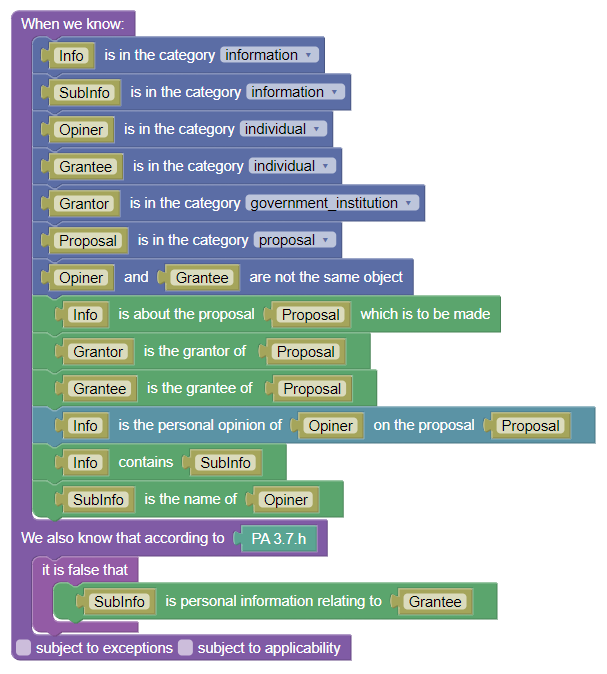 When we know:
Info is in the category information
SubInfo is in the category information
Opiner is in the category individual
Grantee is in the category individual
Grantor is in the category government_institution
Proposal is in the category proposal
Opiner and Grantee are not the same object
Info is about the proposal Proposal which is to be made
Grantor is the grantor of Proposal
Grantee is the grantee of Proposal
Info is the personal opinion of Opiner on the proposal Proposal
Info contains SubInfo
SubInfo is the name of Opiner
We also know that according to PA 3.7.h
it is false that
SubInfo is personal information relating to Grantee
subject to exceptions subject to applicability